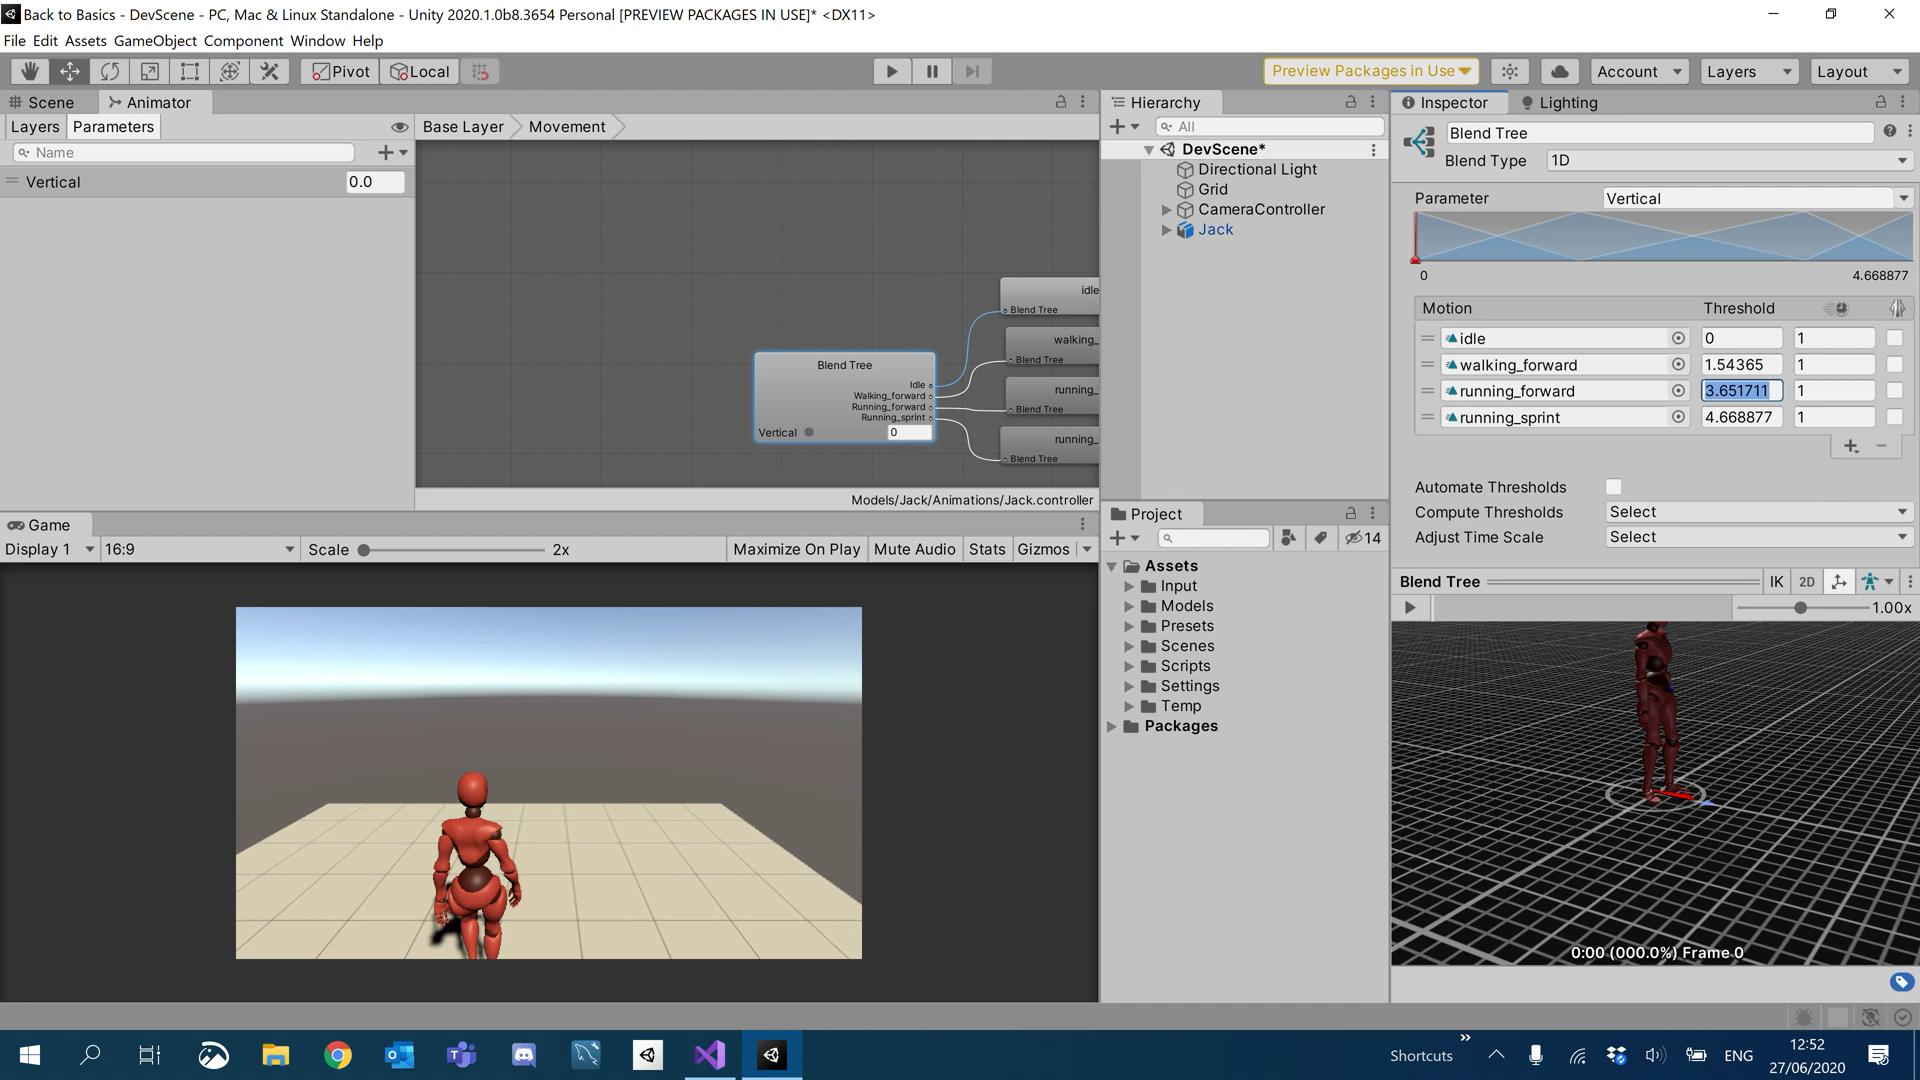 Back to Basics - DevScene - PC, Mac & Linux Standalone - Unity 2020.1.0b8.3654 Personal [PREVIEW PACKAGES IN USE]* <DX11>
File Edit Assets GameObject Component Window Help
Pivot Local Preview Packages in Use Account Layers Layout
Scene Animator
Layers Parameters Base Layer Movement
Name
Vertical 0.0
idle
Blend Tree
walking_
Blend Tree
running_
Blend Tree
running_
Blend Tree
Blend Tree
Idle
Walking_forward
Running_forward
Running_sprint
Vertical 0
Models/Jack/Animations/Jack.controller
Game
Display 1 16:9 Scale 2x Maximize On Play Mute Audio Stats Gizmos
Hierarchy
All
DevScene*
Directional Light
Grid
CameraController
Jack
Project
14
Assets
Input
Models
Presets
Scenes
Scripts
Settings
Temp
Packages
Inspector Lighting
Blend Tree
Blend Type 1D
Parameter Vertical
0 4.668877
Motion Threshold
idle 0 1
walking_forward 1.54365 1
running_forward 3.651711 1
running_sprint 4.668877 1
Automate Thresholds
Compute Thresholds Select
Adjust Time Scale Select
Blend Tree IK 2D
1.00x
0:00 (000.0%) Frame 0
Shortcuts ENG 12:52
27/06/2020